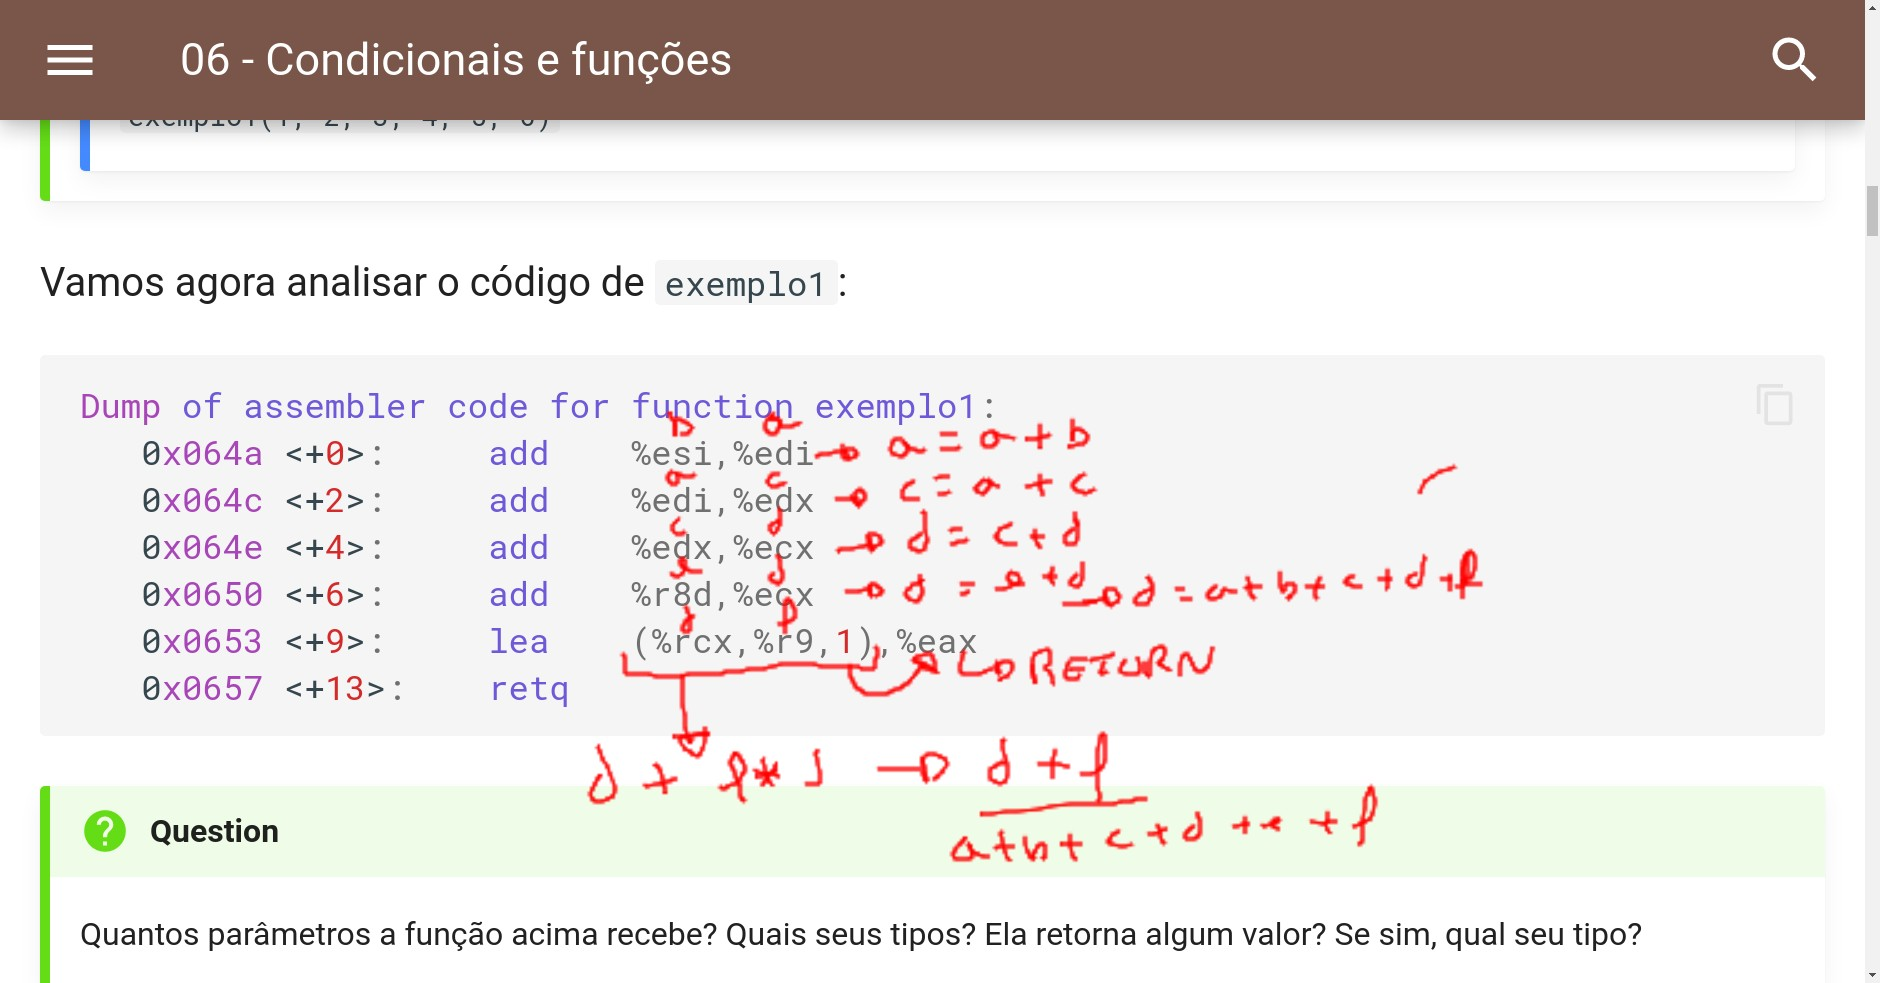 06 - Condicionais e funções
exemplo1(1, 2, 3, 4, 5, 6)
Vamos agora analisar o código de exemplo1:
Dump of assembler code for function exemplo1:
b a
0x064a <+0>: add %esi,%edi → a = a + b
a c
0x064c <+2>: add %edi,%edx → c = a + c
c d
0x064e <+4>: add %edx,%ecx → d = c + d
e d
0x0650 <+6>: add %r8d,%ecx → d = e + d → d = a + b + c + d + f
d f
0x0653 <+9>: lea (%rcx,%r9,1),%eax → RETURN
0x0657 <+13>: retq
d + f * 1 → d + f
a + b + c + d + e + f
Question
Quantos parâmetros a função acima recebe? Quais seus tipos? Ela retorna algum valor? Se sim, qual seu tipo?